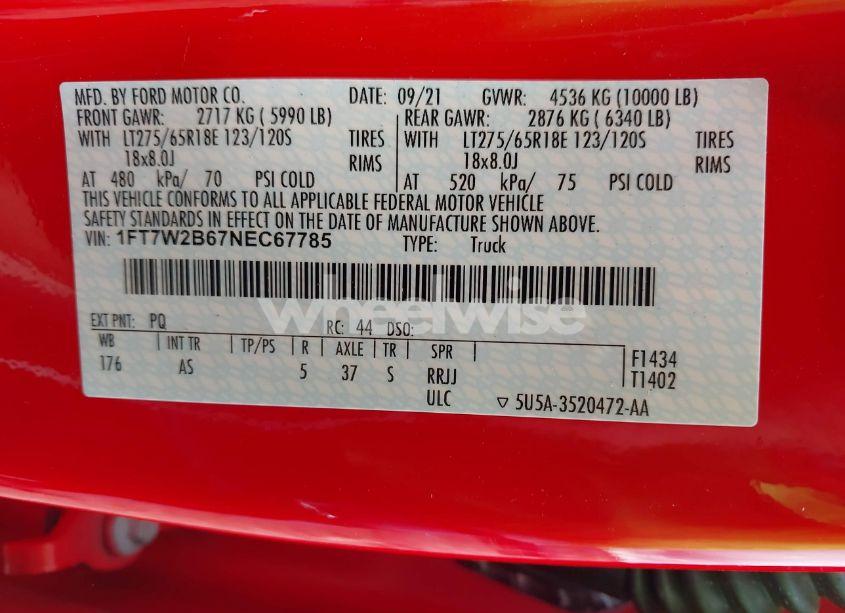 MFD. BY FORD MOTOR CO. DATE: 09/21 GVWR: 4536 KG (10000 LB)
FRONT GAWR: 2717 KG ( 5990 LB) REAR GAWR: 2876 KG ( 6340 LB)
WITH LT275/65R18E 123/120S TIRES WITH LT275/65R18E 123/120S TIRES
18x8.0J RIMS 18x8.0J RIMS
AT 480 kPa/ 70 PSI COLD AT 520 kPa/ 75 PSI COLD
THIS VEHICLE CONFORMS TO ALL APPLICABLE FEDERAL MOTOR VEHICLE
SAFETY STANDARDS IN EFFECT ON THE DATE OF MANUFACTURE SHOWN ABOVE.
VIN: 1FT7W2B67NEC67785 TYPE: Truck
wheelwise
EXT PNT: PQ RC: 44 DSO:
WB INT TR TP/PS R AXLE TR SPR F1434
176 AS 5 37 S RRJJ T1402
ULC 5U5A-3520472-AA